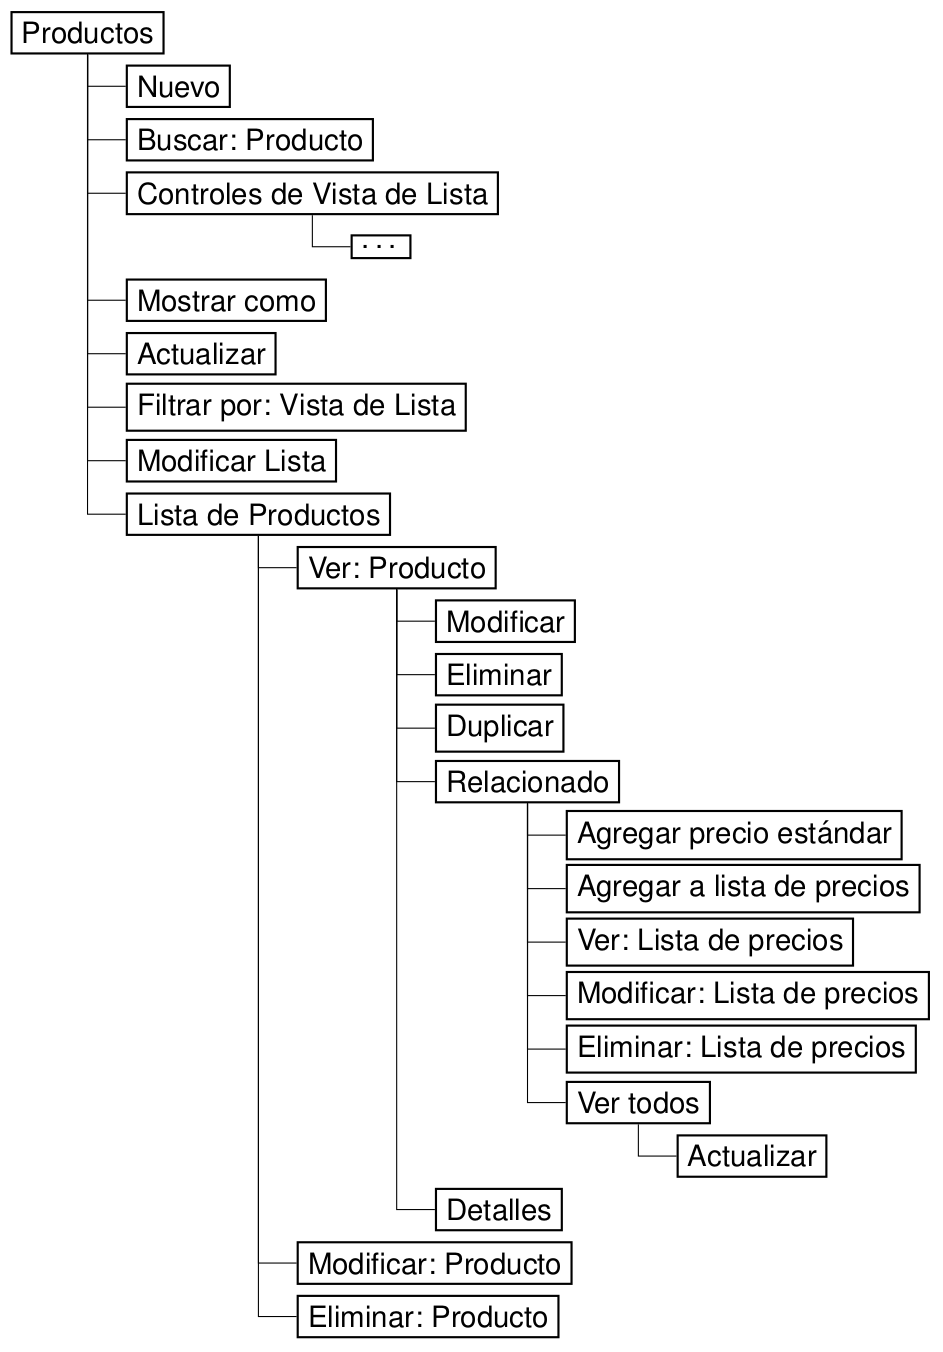 Productos
Nuevo
Buscar: Producto
Controles de Vista de Lista
...
Mostrar como
Actualizar
Filtrar por: Vista de Lista
Modificar Lista
Lista de Productos
Ver: Producto
Modificar
Eliminar
Duplicar
Relacionado
Agregar precio estándar
Agregar a lista de precios
Ver: Lista de precios
Modificar: Lista de precios
Eliminar: Lista de precios
Ver todos
Actualizar
Detalles
Modificar: Producto
Eliminar: Producto